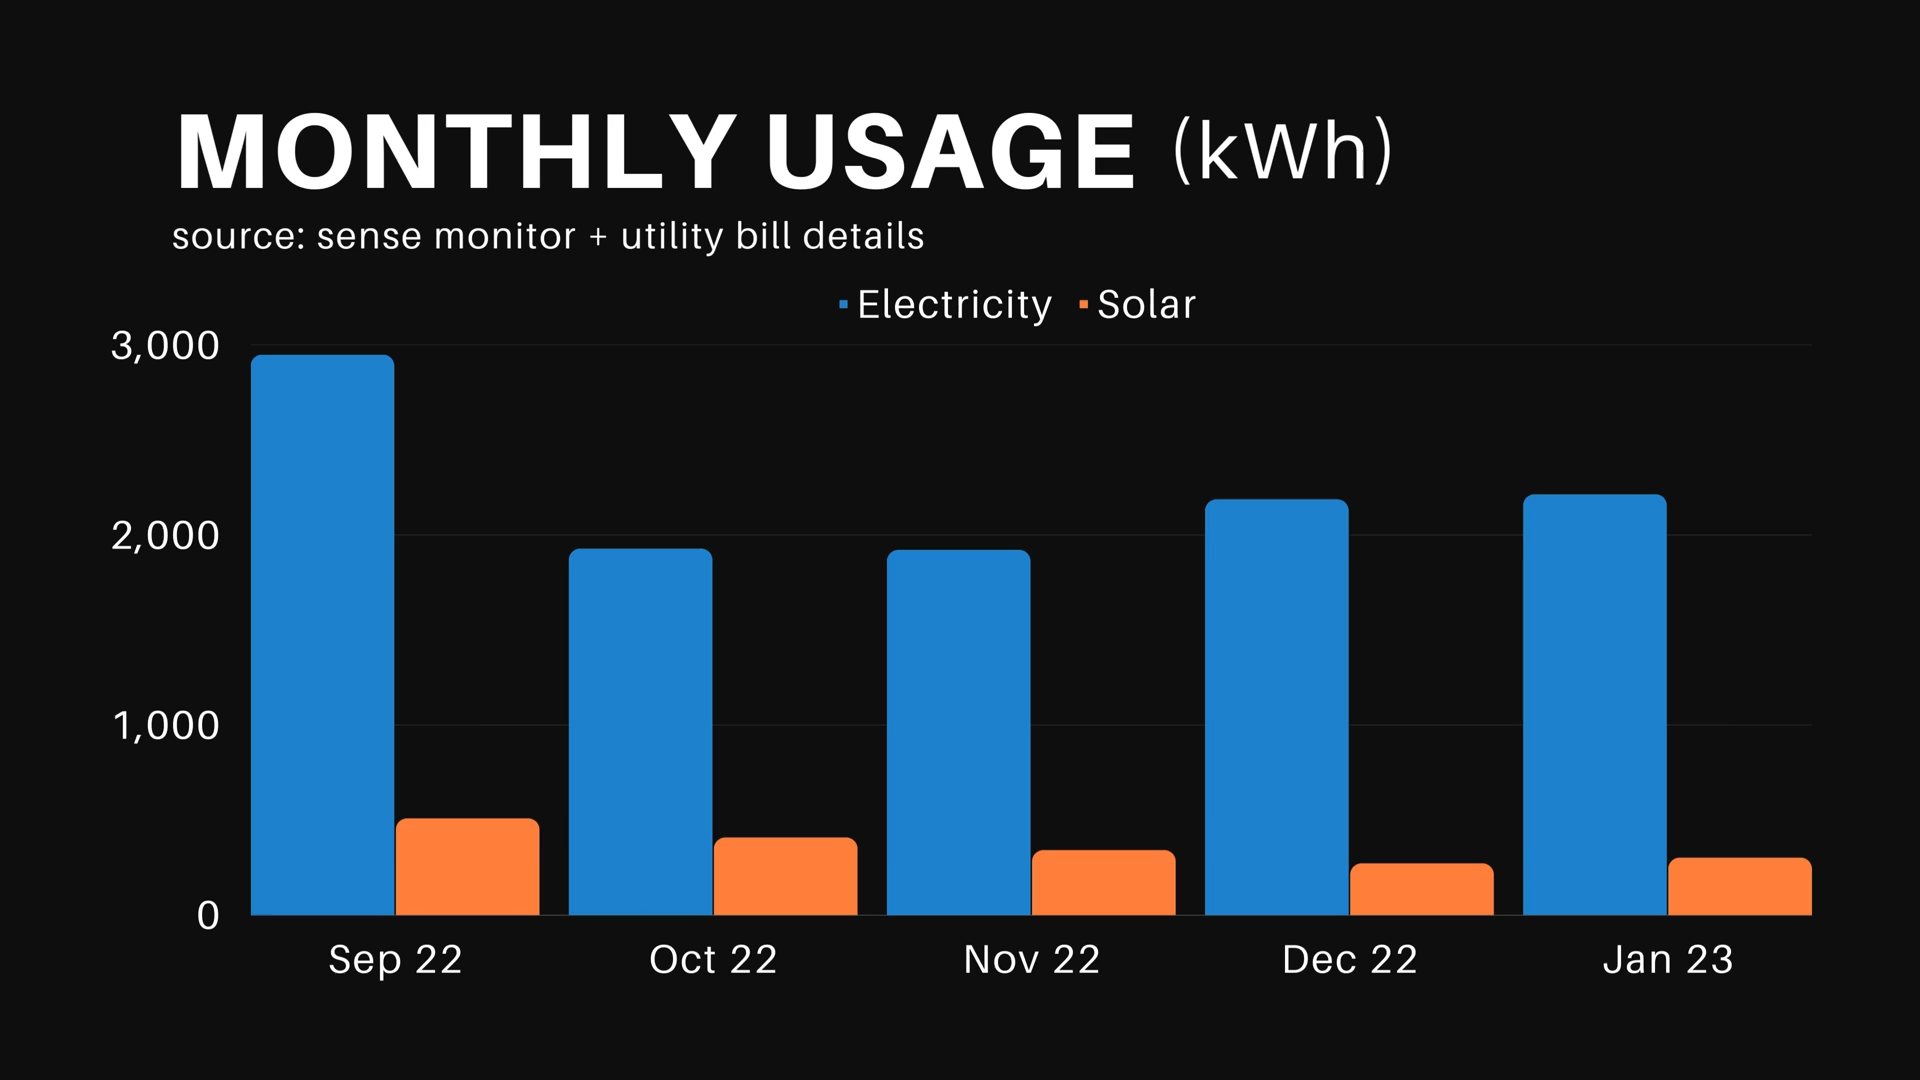 MONTHLY USAGE (kWh)
source: sense monitor + utility bill details
Electricity Solar
3,000
2,000
1,000
0
Sep 22 Oct 22 Nov 22 Dec 22 Jan 23